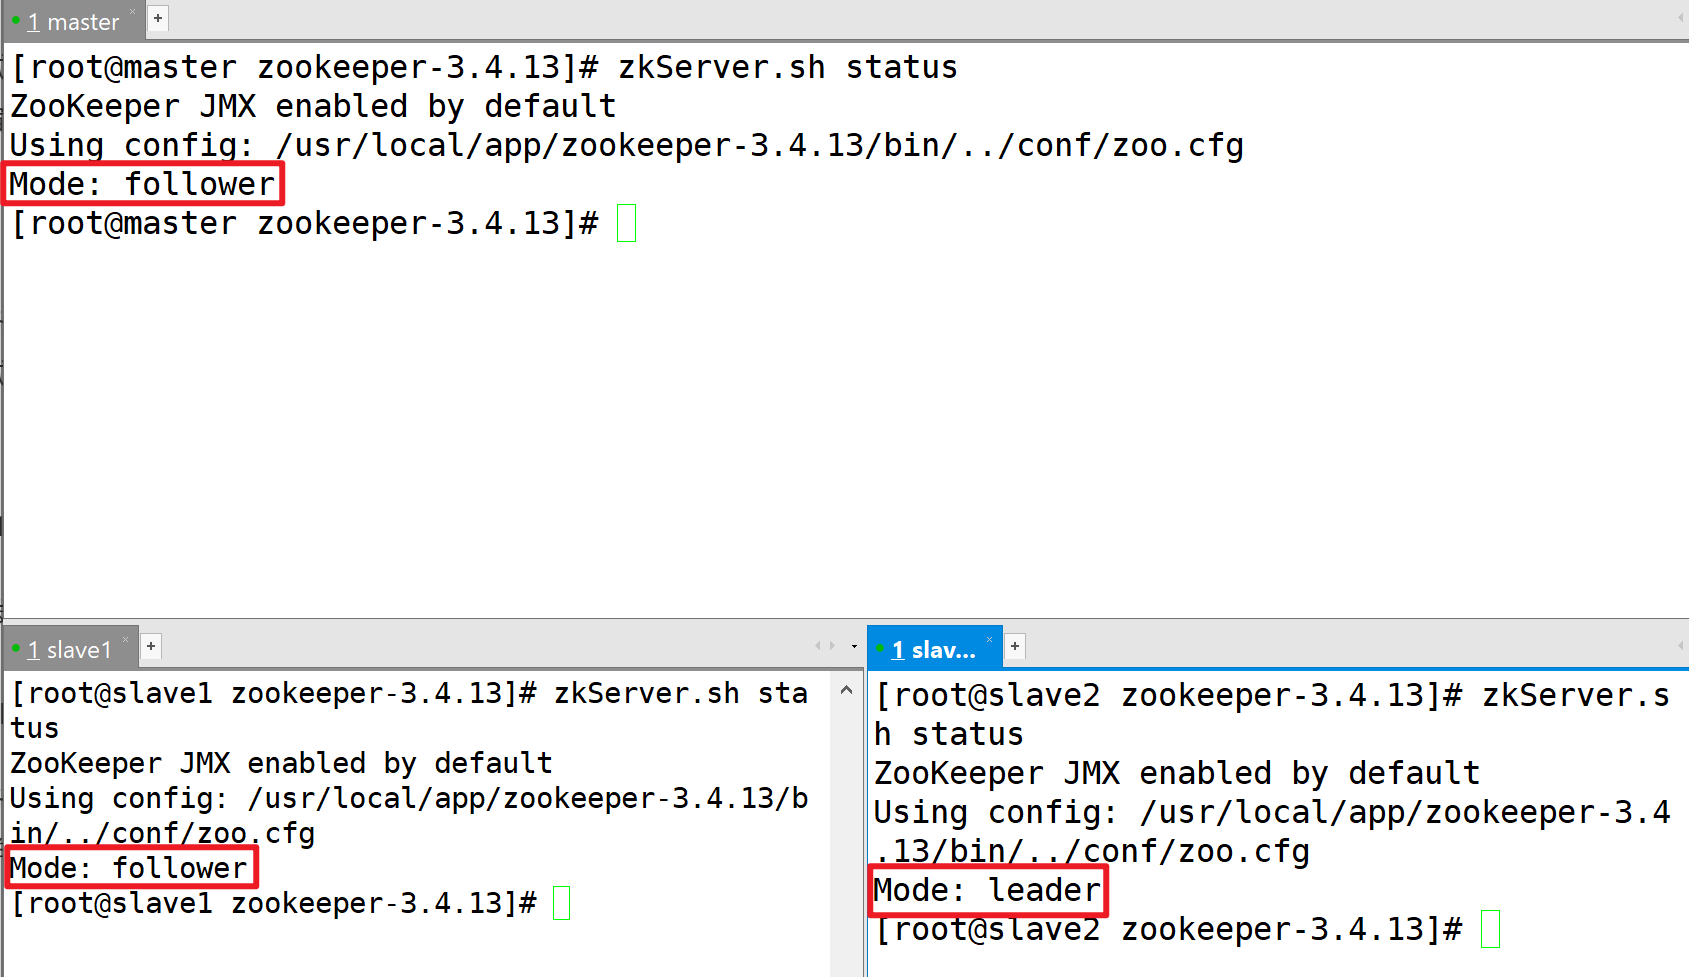 1 master
[root@master zookeeper-3.4.13]# zkServer.sh status
ZooKeeper JMX enabled by default
Using config: /usr/local/app/zookeeper-3.4.13/bin/../conf/zoo.cfg
Mode: follower
[root@master zookeeper-3.4.13]#
1 slave1
[root@slave1 zookeeper-3.4.13]# zkServer.sh sta
tus
ZooKeeper JMX enabled by default
Using config: /usr/local/app/zookeeper-3.4.13/b
in/../conf/zoo.cfg
Mode: follower
[root@slave1 zookeeper-3.4.13]#
1 slav...
[root@slave2 zookeeper-3.4.13]# zkServer.s
h status
ZooKeeper JMX enabled by default
Using config: /usr/local/app/zookeeper-3.4
.13/bin/../conf/zoo.cfg
Mode: leader
[root@slave2 zookeeper-3.4.13]#